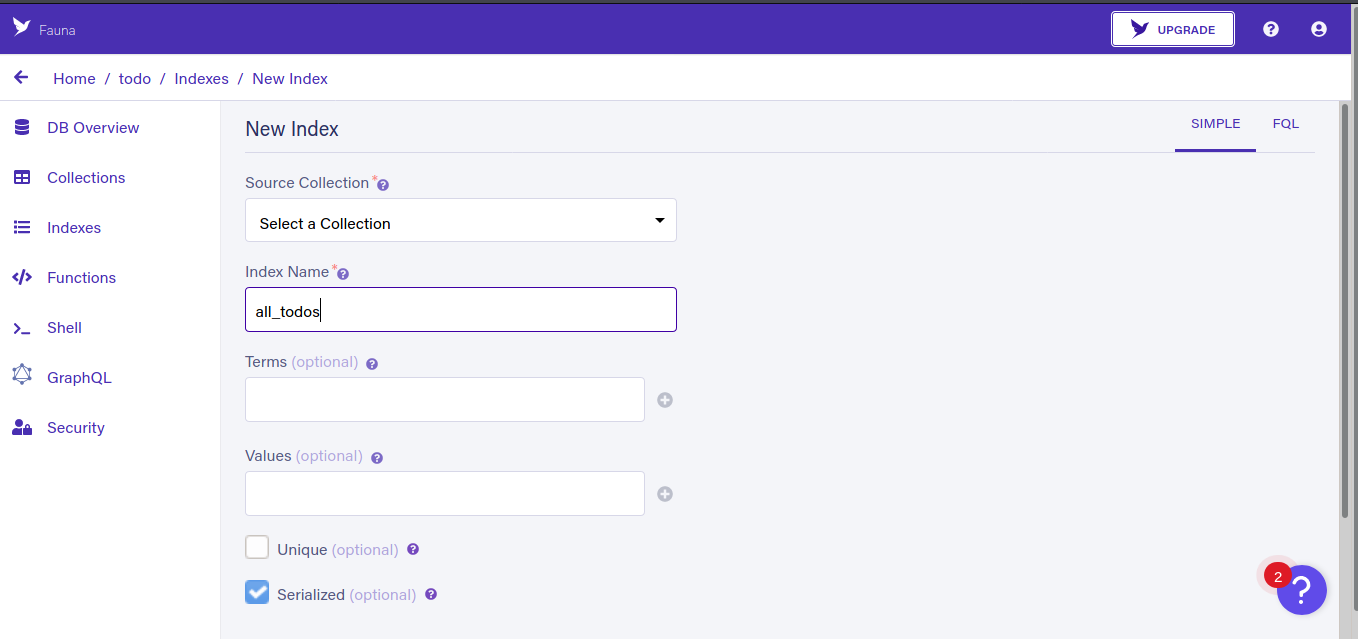 Fauna
UPGRADE
?
Home / todo / Indexes / New Index
DB Overview
Collections
Indexes
Functions
Shell
GraphQL
Security
New Index
SIMPLE
FQL
Source Collection * ?
Select a Collection
Index Name * ?
all_todos
Terms (optional) ?
Values (optional) ?
Unique (optional) ?
Serialized (optional) ?
2
?